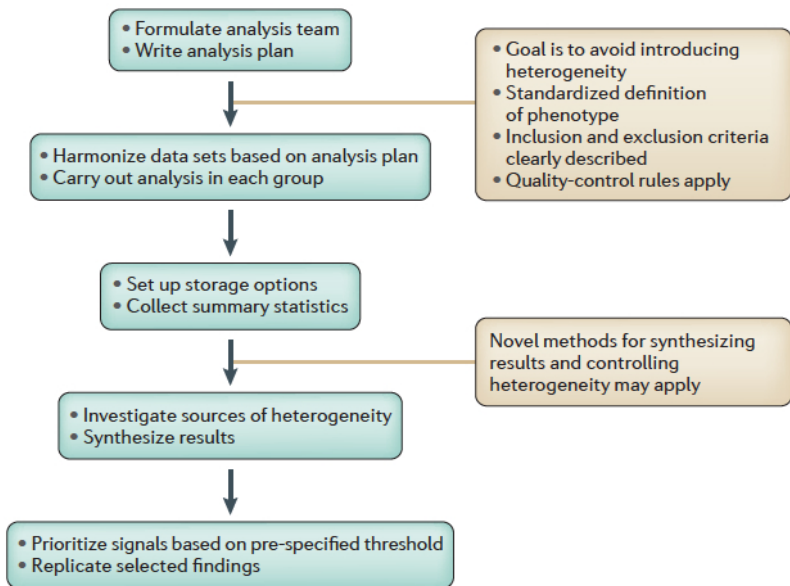 • Formulate analysis team
• Write analysis plan
• Goal is to avoid introducing
heterogeneity
• Standardized definition
of phenotype
• Inclusion and exclusion criteria
clearly described
• Quality-control rules apply
• Harmonize data sets based on analysis plan
• Carry out analysis in each group
• Set up storage options
• Collect summary statistics
Novel methods for synthesizing
results and controlling
heterogeneity may apply
• Investigate sources of heterogeneity
• Synthesize results
• Prioritize signals based on pre-specified threshold
• Replicate selected findings